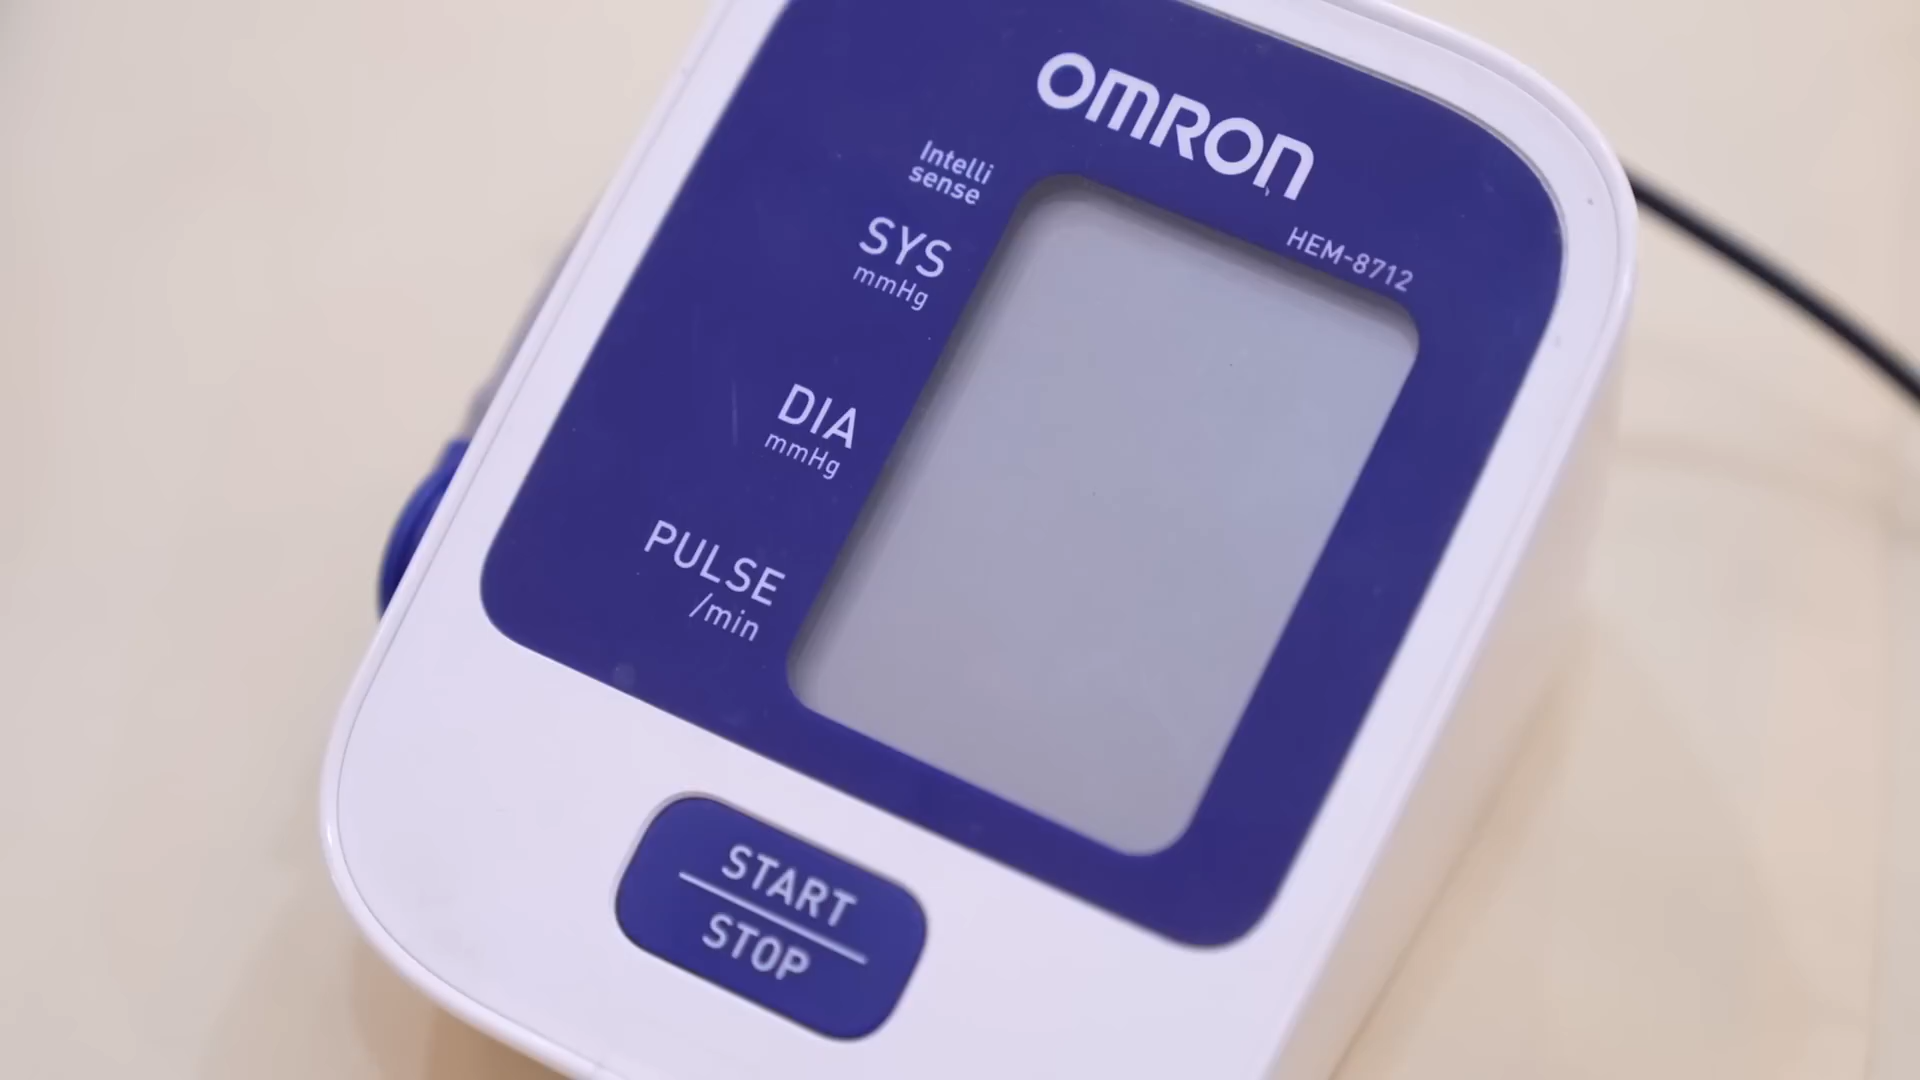 OMRON
Intelli
sense
HEM-8712
SYS
mmHg
DIA
mmHg
PULSE
/min
START
STOP